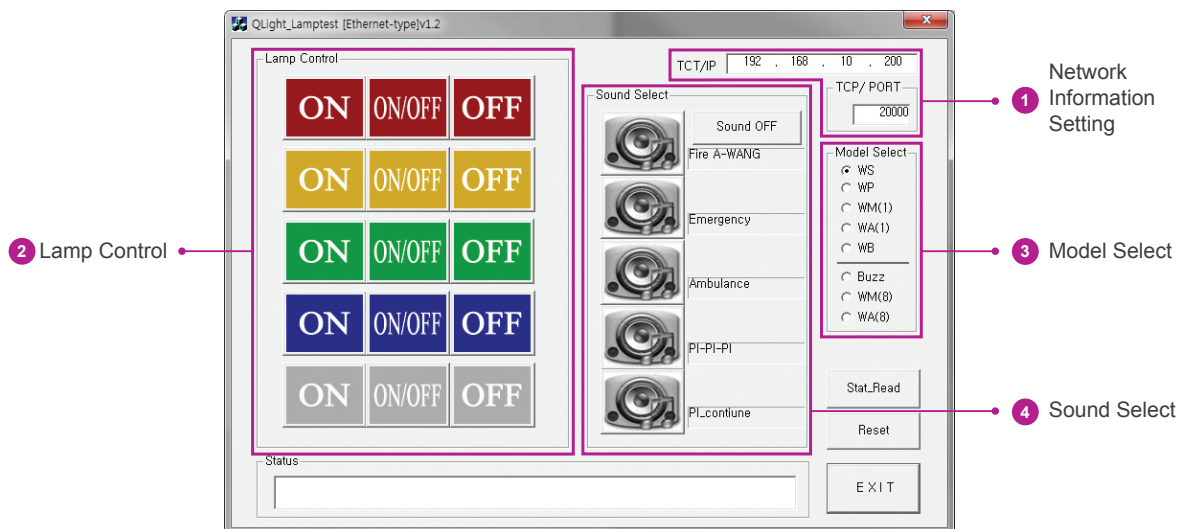 QLight_Lamptest [Ethernet-type]v1.2
Lamp Control
ON ON/OFF OFF
ON ON/OFF OFF
ON ON/OFF OFF
ON ON/OFF OFF
ON ON/OFF OFF
Sound Select
Sound OFF
Fire A-WANG
Emergency
Ambulance
PI-PI-PI
PI_contiune
TCT/IP 192 . 168 . 10 . 200
TCP/ PORT
20000
Model Select
WS
WP
WM(1)
WA(1)
WB
Buzz
WM(8)
WA(8)
Stat_Read
Reset
EXIT
Status
1 Network
Information
Setting
2 Lamp Control
3 Model Select
4 Sound Select